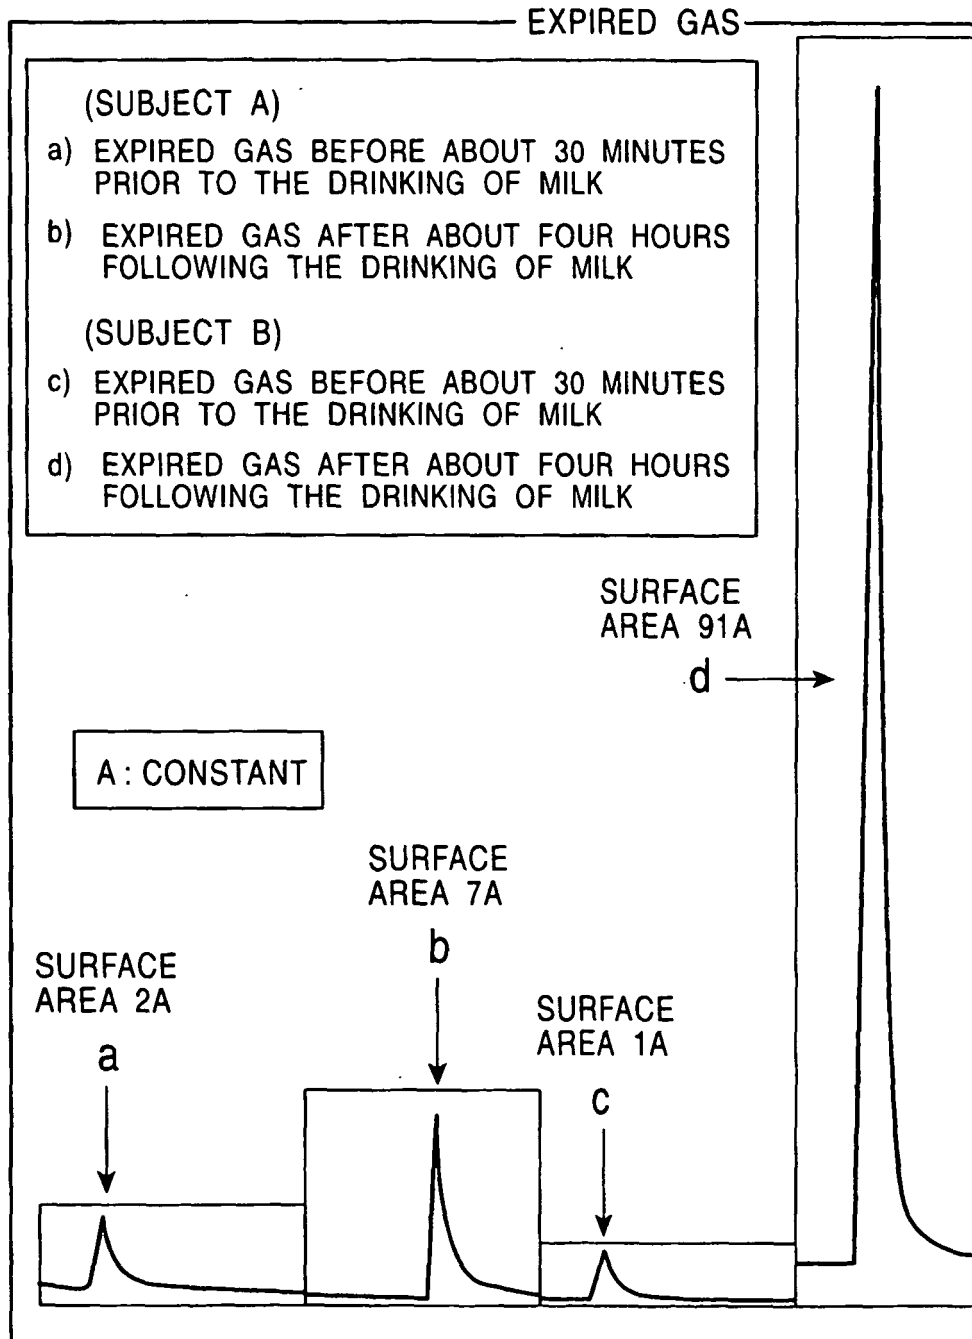 EXPIRED GAS
(SUBJECT A)
a) EXPIRED GAS BEFORE ABOUT 30 MINUTES
PRIOR TO THE DRINKING OF MILK
b) EXPIRED GAS AFTER ABOUT FOUR HOURS
FOLLOWING THE DRINKING OF MILK
(SUBJECT B)
c) EXPIRED GAS BEFORE ABOUT 30 MINUTES
PRIOR TO THE DRINKING OF MILK
d) EXPIRED GAS AFTER ABOUT FOUR HOURS
FOLLOWING THE DRINKING OF MILK
SURFACE
AREA 91A
d
A : CONSTANT
SURFACE
AREA 7A
b
SURFACE
AREA 2A
a
SURFACE
AREA 1A
c